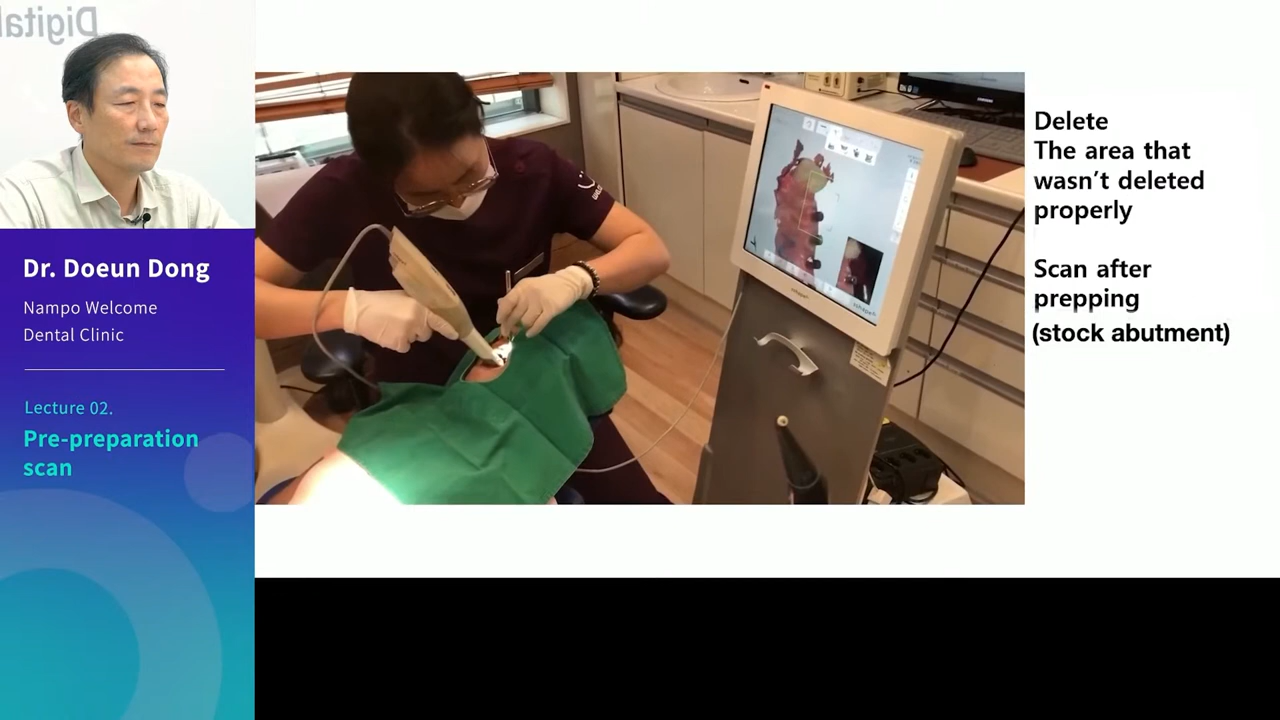 Digital
Dr. Doeun Dong
Nampo Welcome
Dental Clinic
Lecture 02.
Pre-preparation
scan
Delete
The area that
wasn't deleted
properly
Scan after
prepping
(stock abutment)